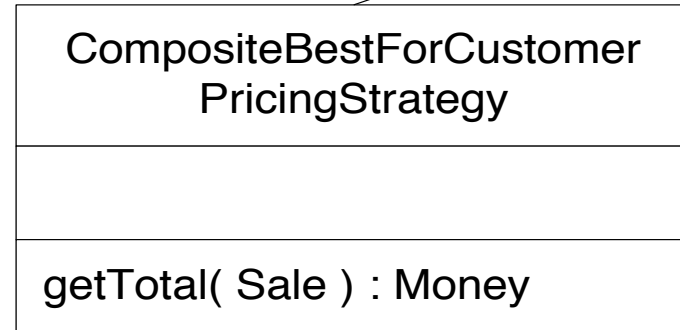 CompositeBestForCustomer
PricingStrategy
getTotal( Sale ) : Money